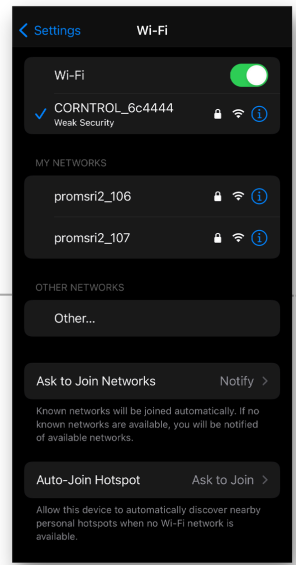 Settings
Wi-Fi
Wi-Fi
CORNTROL_6c4444
Weak Security
MY NETWORKS
promsri2_106
promsri2_107
OTHER NETWORKS
Other...
Ask to Join Networks
Notify
Known networks will be joined automatically. If no
known networks are available, you will be notified
of available networks.
Auto-Join Hotspot
Ask to Join
Allow this device to automatically discover nearby
personal hotspots when no Wi-Fi network is
available.